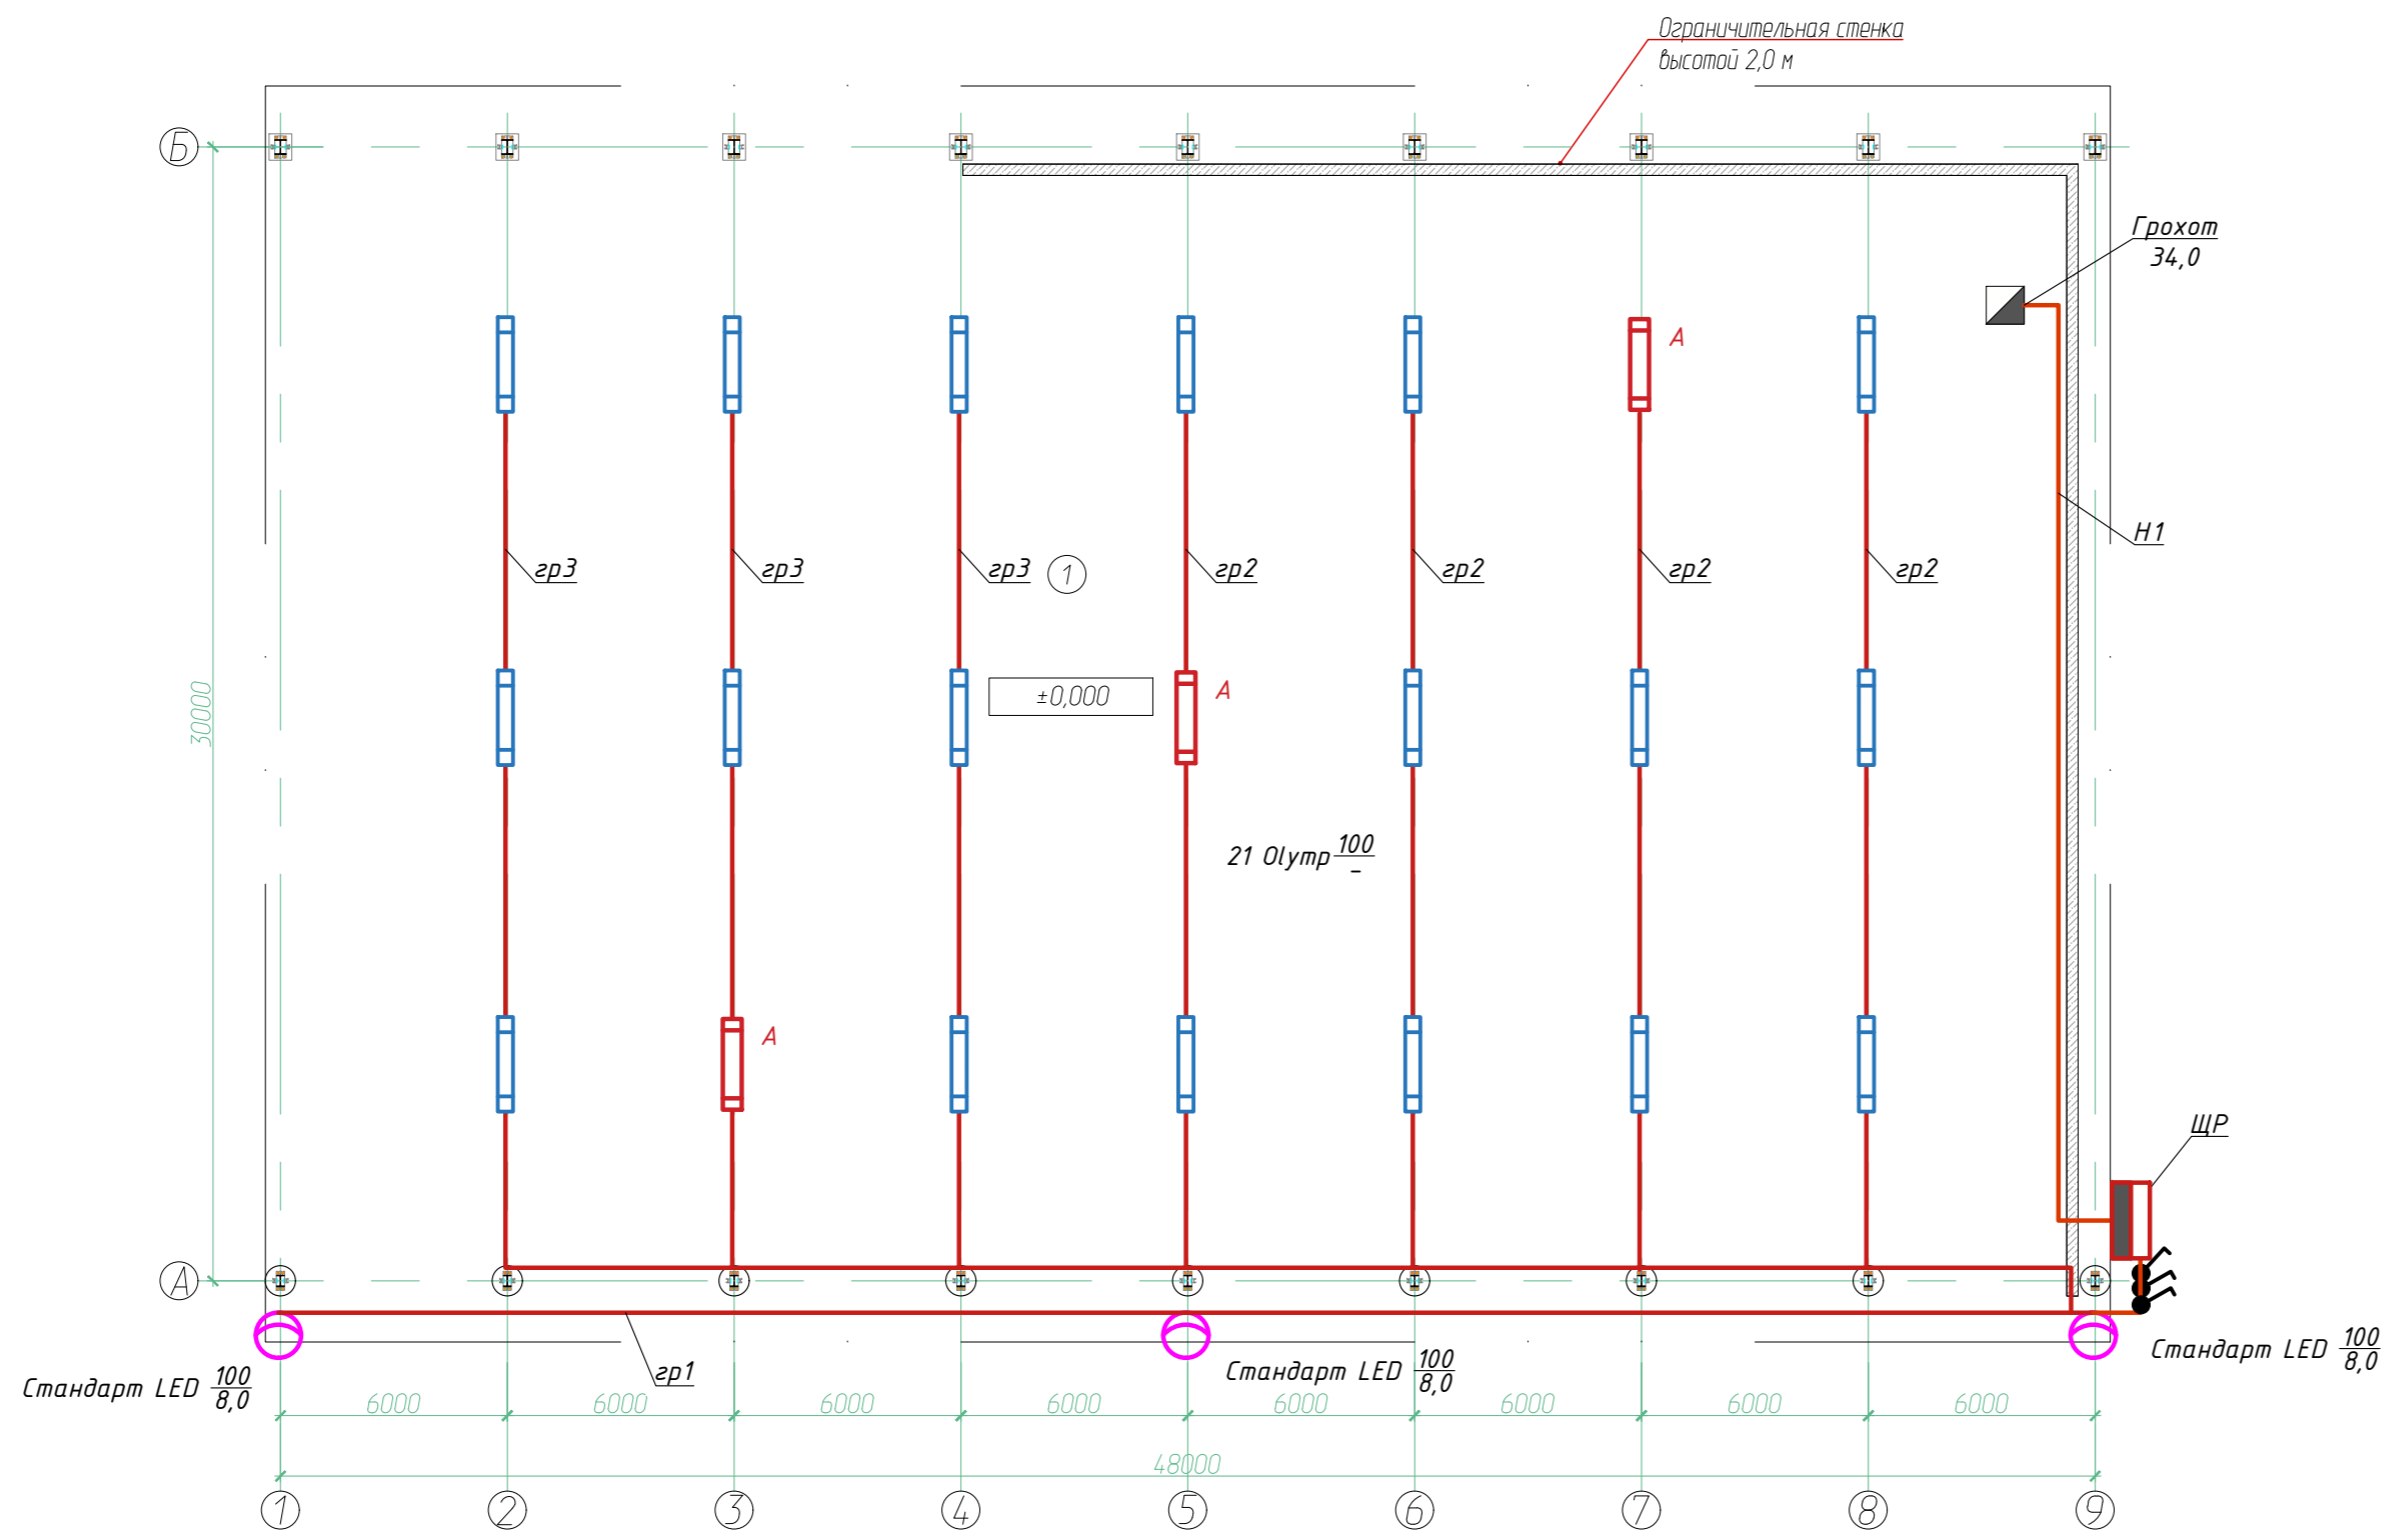 Ограничительная стенка
высотой 2,0 м
Б
Грохот
34,0
А
Н1
гр3
гр3
гр3
1
гр2
гр2
гр2
гр2
±0,000
А
30000
21 Olymp 100
–
А
ЩР
А
Стандарт LED 100
8,0
гр1
Стандарт LED 100
8,0
Стандарт LED 100
8,0
6000
6000
6000
6000
6000
6000
6000
6000
48000
1
2
3
4
5
6
7
8
9